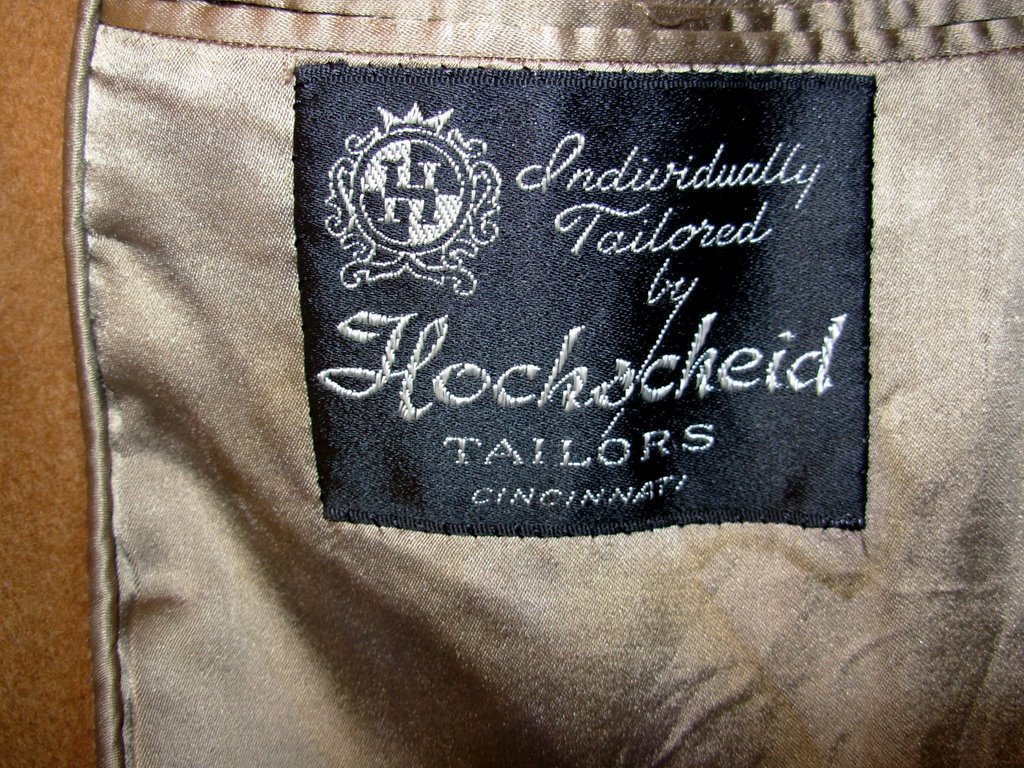 H
Individually
Tailored
by
Hochscheid
TAILORS
CINCINNATI